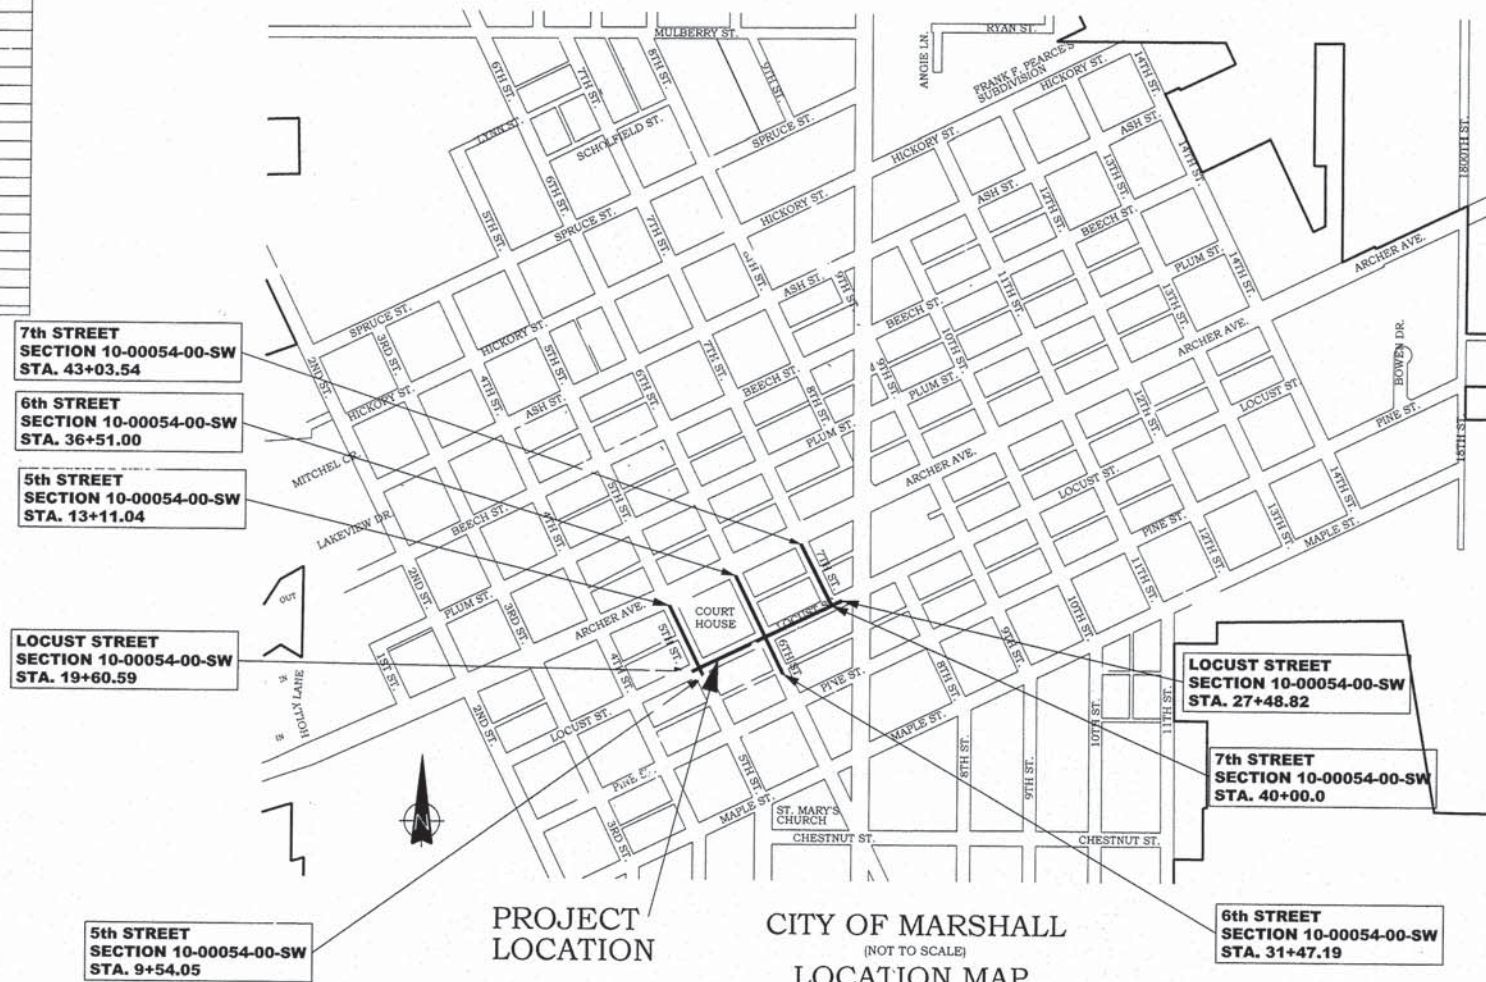 MULBERRY ST.
RYAN ST.
ANGIE LN.
FRANK F. PEARCE'S
SUBDIVISION
HICKORY ST.
14TH ST.
6TH ST.
7TH ST.
8TH ST.
9TH ST.
LYNN ST.
SCHOLFIELD ST.
SPRUCE ST.
HICKORY ST.
ASH ST.
14TH ST.
1800TH ST.
5TH ST.
6TH ST.
SPRUCE ST.
7TH ST.
HICKORY ST.
ASH ST.
12TH ST.
13TH ST.
BEECH ST.
PLUM ST.
14TH ST.
ARCHER AVE.
ASH ST.
9TH ST.
BEECH ST.
11TH ST.
13TH ST.
SPRUCE ST.
3RD ST.
2ND ST.
HICKORY ST.
5TH ST.
7TH ST.
10TH ST.
ARCHER AVE.
BOWEN DR.
7th STREET
SECTION 10-00054-00-SW
STA. 43+03.54
HICKORY ST.
4TH ST.
ASH ST.
6TH ST.
BEECH ST.
8TH ST.
9TH ST.
PLUM ST.
12TH ST.
LOCUST ST.
PINE ST.
18TH ST.
6th STREET
SECTION 10-00054-00-SW
STA. 36+51.00
MITCHEL CR.
PLUM ST.
ARCHER AVE.
LOCUST ST.
14TH ST.
5th STREET
SECTION 10-00054-00-SW
STA. 13+11.04
LAKEVIEW DR.
BEECH ST.
4TH ST.
5TH ST.
PINE ST.
12TH ST.
13TH ST.
MAPLE ST.
OUT
2ND ST.
PLUM ST.
3RD ST.
ARCHER AVE.
COURT
HOUSE
7TH ST.
LOCUST ST.
10TH ST.
11TH ST.
LOCUST STREET
SECTION 10-00054-00-SW
STA. 19+60.59
1ST ST.
4TH ST.
5TH ST.
6TH ST.
PINE ST.
8TH ST.
9TH ST.
LOCUST STREET
SECTION 10-00054-00-SW
STA. 27+48.82
HOLLY LANE
IN
2ND ST.
LOCUST ST.
MAPLE ST.
8TH ST.
9TH ST.
10TH ST.
11TH ST.
7th STREET
SECTION 10-00054-00-SW
STA. 40+00.0
5TH ST.
MAPLE ST.
3RD ST.
ST. MARY'S
CHURCH
CHESTNUT ST.
CHESTNUT ST.
N
5th STREET
SECTION 10-00054-00-SW
STA. 9+54.05
PROJECT
LOCATION
CITY OF MARSHALL
(NOT TO SCALE)
LOCATION MAP
6th STREET
SECTION 10-00054-00-SW
STA. 31+47.19